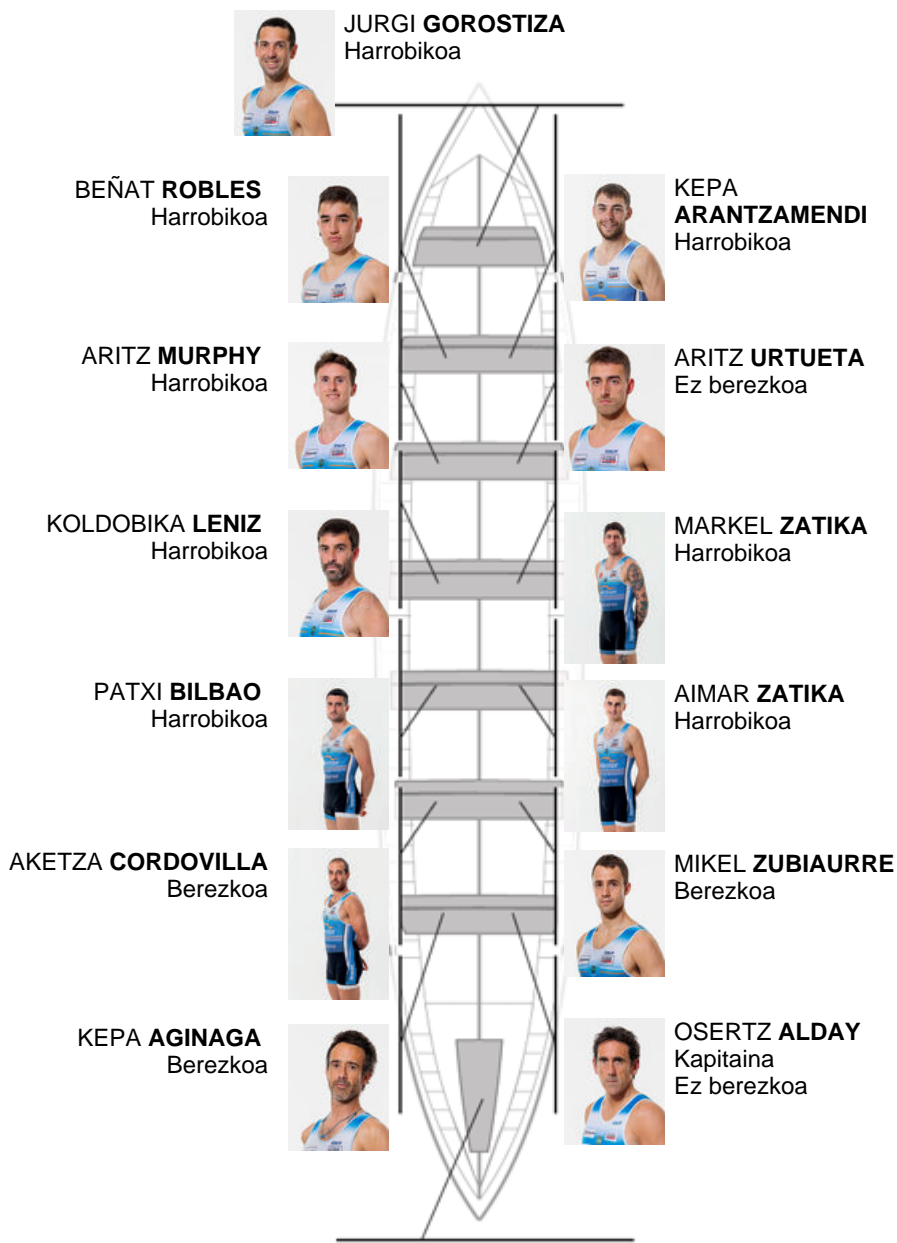 JURGI GOROSTIZA
Harrobikoa
BEÑAT ROBLES
Harrobikoa
KEPA
ARANTZAMENDI
Harrobikoa
ARITZ MURPHY
Harrobikoa
ARITZ URTUETA
Ez berezkoa
KOLDOBIKA LENIZ
Harrobikoa
MARKEL ZATIKA
Harrobikoa
PATXI BILBAO
Harrobikoa
AIMAR ZATIKA
Harrobikoa
AKETZA CORDOVILLA
Berezkoa
MIKEL ZUBIAURRE
Berezkoa
KEPA AGINAGA
Berezkoa
OSERTZ ALDAY
Kapitaina
Ez berezkoa